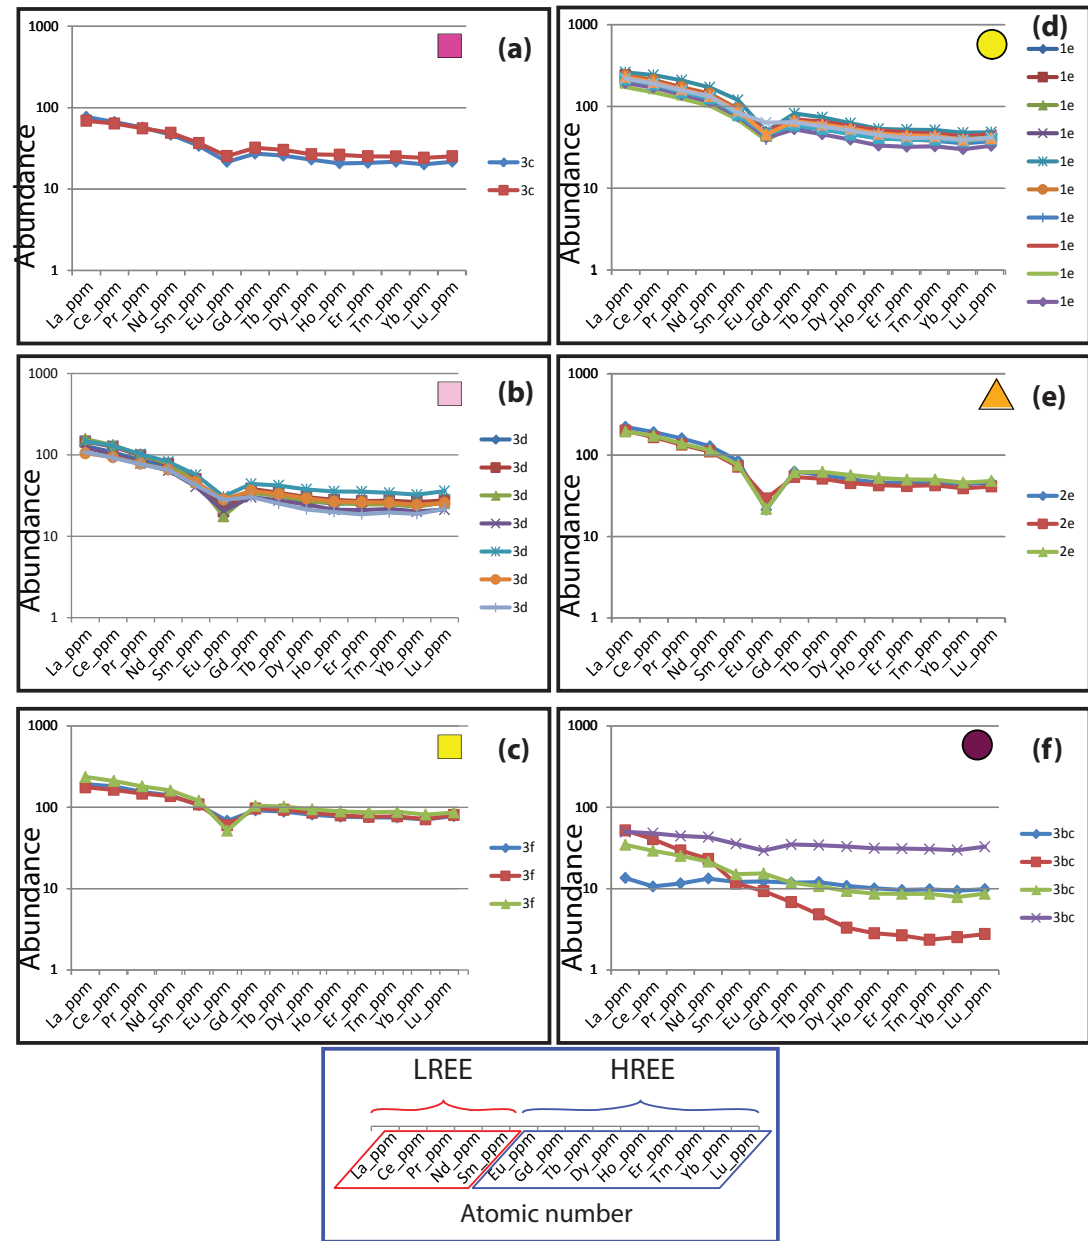 (a)
1000
100
10
1
Abundance
La_ppm
Ce_ppm
Pr_ppm
Nd_ppm
Sm_ppm
Eu_ppm
Gd_ppm
Tb_ppm
Dy_ppm
Ho_ppm
Er_ppm
Tm_ppm
Yb_ppm
Lu_ppm
3c
3c
(d)
1000
100
10
1
Abundance
La_ppm
Ce_ppm
Pr_ppm
Nd_ppm
Sm_ppm
Eu_ppm
Gd_ppm
Tb_ppm
Dy_ppm
Ho_ppm
Er_ppm
Tm_ppm
Yb_ppm
Lu_ppm
1e
1e
1e
1e
1e
1e
1e
1e
1e
1e
(b)
1000
100
10
1
Abundance
La_ppm
Ce_ppm
Pr_ppm
Nd_ppm
Sm_ppm
Eu_ppm
Gd_ppm
Tb_ppm
Dy_ppm
Ho_ppm
Er_ppm
Tm_ppm
Yb_ppm
Lu_ppm
3d
3d
3d
3d
3d
3d
3d
(e)
1000
100
10
1
Abundance
La_ppm
Ce_ppm
Pr_ppm
Nd_ppm
Sm_ppm
Eu_ppm
Gd_ppm
Tb_ppm
Dy_ppm
Ho_ppm
Er_ppm
Tm_ppm
Yb_ppm
Lu_ppm
2e
2e
2e
(c)
1000
100
10
1
Abundance
La_ppm
Ce_ppm
Pr_ppm
Nd_ppm
Sm_ppm
Eu_ppm
Gd_ppm
Tb_ppm
Dy_ppm
Ho_ppm
Er_ppm
Tm_ppm
Yb_ppm
Lu_ppm
3f
3f
3f
(f)
1000
100
10
1
Abundance
La_ppm
Ce_ppm
Pr_ppm
Nd_ppm
Sm_ppm
Eu_ppm
Gd_ppm
Tb_ppm
Dy_ppm
Ho_ppm
Er_ppm
Tm_ppm
Yb_ppm
Lu_ppm
3bc
3bc
3bc
3bc
LREE
HREE
La_ppm
Ce_ppm
Pr_ppm
Nd_ppm
Sm_ppm
Eu_ppm
Gd_ppm
Tb_ppm
Dy_ppm
Ho_ppm
Er_ppm
Tm_ppm
Yb_ppm
Lu_ppm
Atomic number